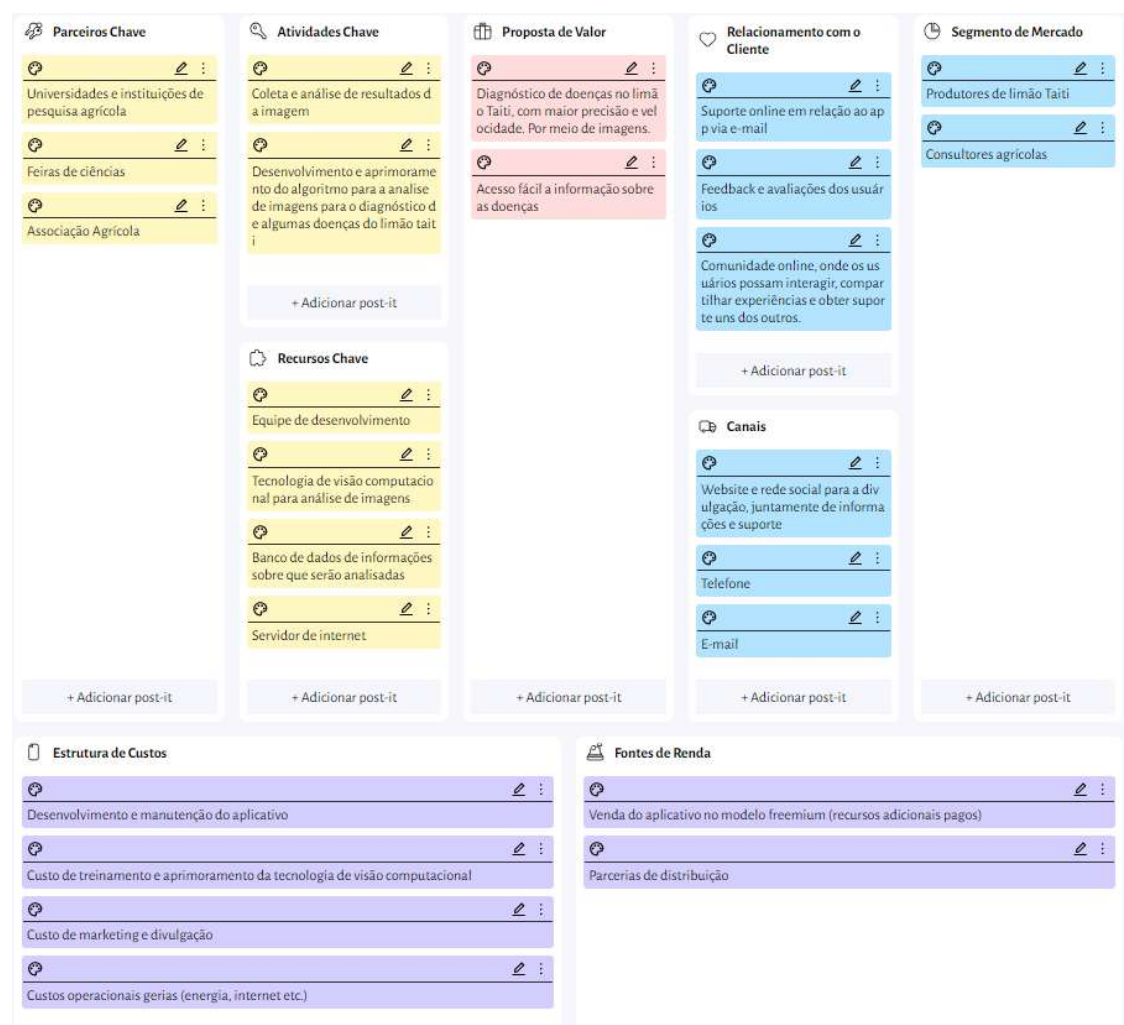 Parceiros Chave
Universidades e instituições de
pesquisa agrícola
Feiras de ciências
Associação Agrícola
+ Adicionar post-it
Atividades Chave
Coleta e análise de resultados d
a imagem
Desenvolvimento e aprimorame
nto do algoritmo para a analise
de imagens para o diagnóstico d
e algumas doenças do limão tait
i
+ Adicionar post-it
Recursos Chave
Equipe de desenvolvimento
Tecnologia de visão computacio
nal para análise de imagens
Banco de dados de informações
sobre que serão analisadas
Servidor de internet
+ Adicionar post-it
Proposta de Valor
Diagnóstico de doenças no limã
o Taiti, com maior precisão e vel
ocidade. Por meio de imagens.
Acesso fácil a informação sobre
as doenças
+ Adicionar post-it
Relacionamento com o
Cliente
Suporte online em relação ao ap
p via e-mail
Feedback e avaliações dos usuár
ios
Comunidade online, onde os us
uários possam interagir, compar
tilhar experiências e obter supor
te uns dos outros.
+ Adicionar post-it
Canais
Website e rede social para a div
ulgação, juntamente de informa
ções e suporte
Telefone
E-mail
+ Adicionar post-it
Segmento de Mercado
Produtores de limão Taiti
Consultores agrícolas
+ Adicionar post-it
Estrutura de Custos
Desenvolvimento e manutenção do aplicativo
Custo de treinamento e aprimoramento da tecnologia de visão computacional
Custo de marketing e divulgação
Custos operacionais gerias (energia, internet etc.)
Fontes de Renda
Venda do aplicativo no modelo freemium (recursos adicionais pagos)
Parcerias de distribuição